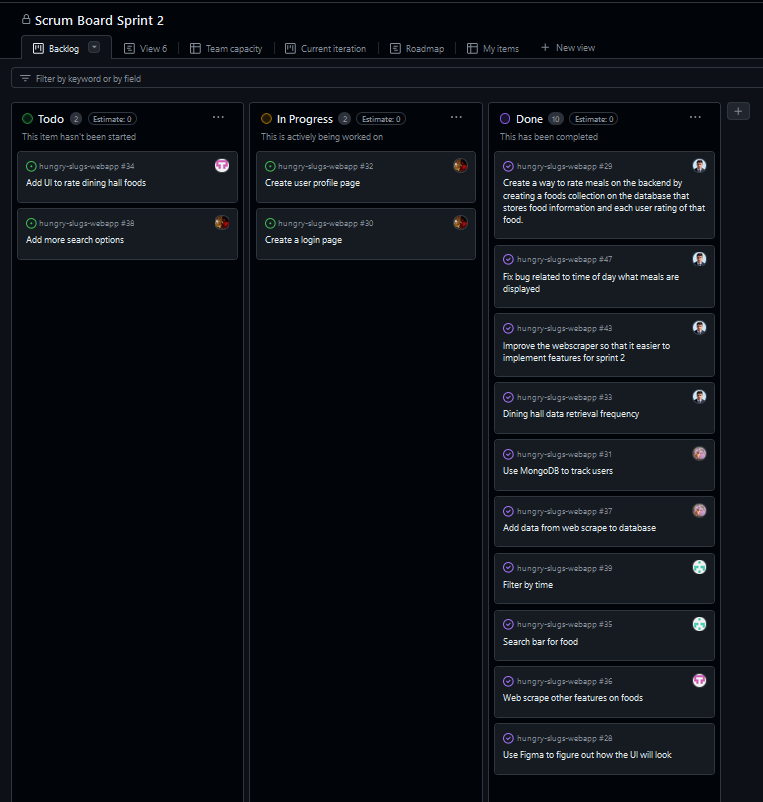 Scrum Board Sprint 2
Backlog
View 6
Team capacity
Current iteration
Roadmap
My items
New view
Filter by keyword or by field
Todo 2 Estimate: 0
This item hasn't been started
hungry-slugs-webapp #34
Add UI to rate dining hall foods
hungry-slugs-webapp #38
Add more search options
In Progress 2 Estimate: 0
This is actively being worked on
hungry-slugs-webapp #32
Create user profile page
hungry-slugs-webapp #30
Create a login page
Done 10 Estimate: 0
This has been completed
hungry-slugs-webapp #29
Create a way to rate meals on the backend by
creating a foods collection on the database that
stores food information and each user rating of that
food.
hungry-slugs-webapp #47
Fix bug related to time of day what meals are
displayed
hungry-slugs-webapp #43
Improve the webscraper so that it easier to
implement features for sprint 2
hungry-slugs-webapp #33
Dining hall data retrieval frequency
hungry-slugs-webapp #31
Use MongoDB to track users
hungry-slugs-webapp #37
Add data from web scrape to database
hungry-slugs-webapp #39
Filter by time
hungry-slugs-webapp #35
Search bar for food
hungry-slugs-webapp #36
Web scrape other features on foods
hungry-slugs-webapp #28
Use Figma to figure out how the UI will look